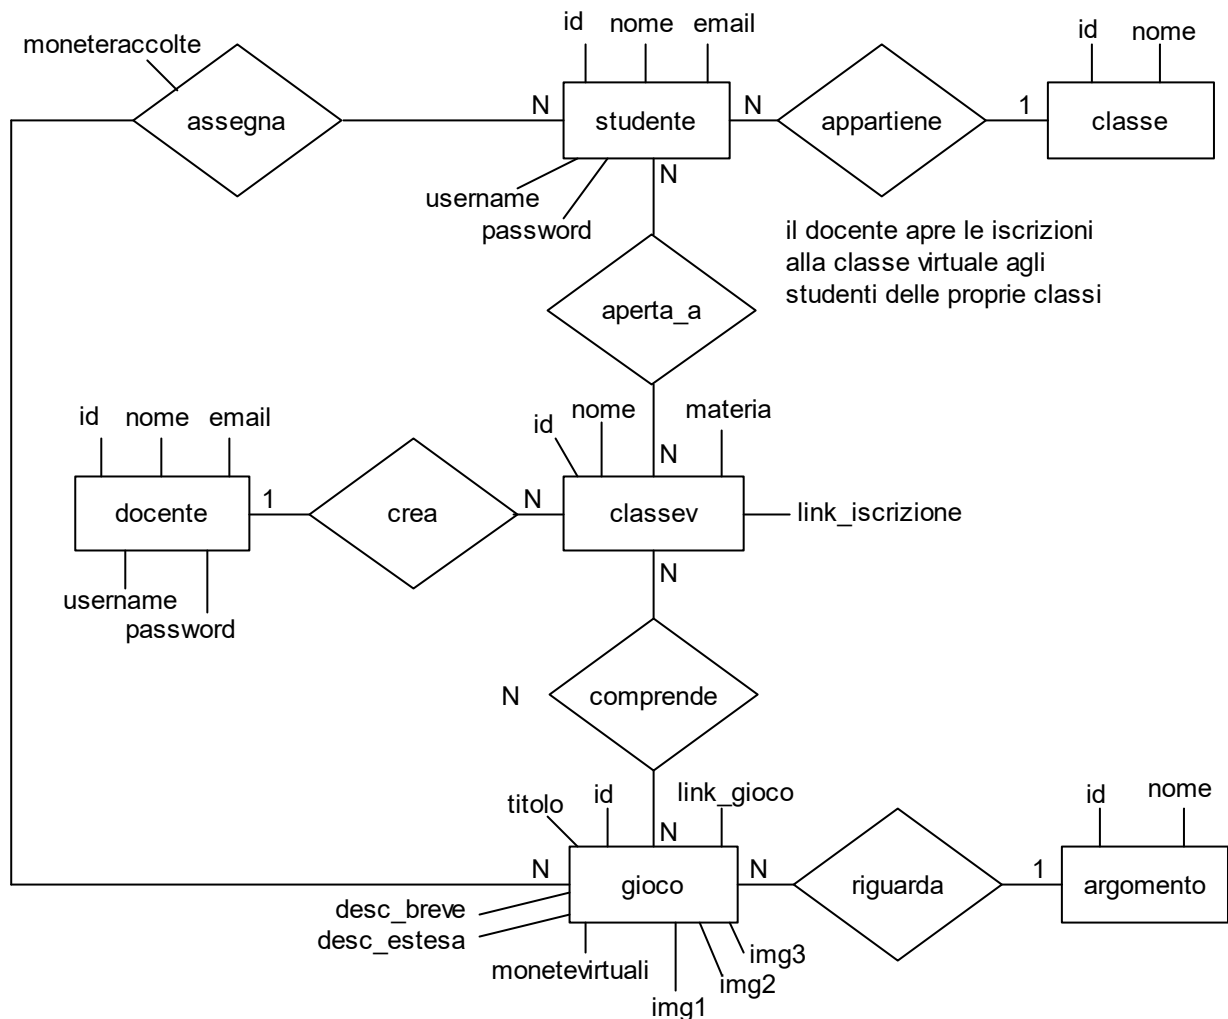 id
nome
email
id
nome
moneteraccolte
assegna
N
studente
N
appartiene
1
classe
N
username
password
il docente apre le iscrizioni
alla classe virtuale agli
studenti delle proprie classi
aperta_a
id
nome
email
id
nome
materia
N
docente
1
crea
N
classev
link_iscrizione
N
username
password
N
comprende
titolo
id
link_gioco
id
nome
N
N
gioco
N
riguarda
1
argomento
desc_breve
desc_estesa
monetevirtuali
img1
img2
img3